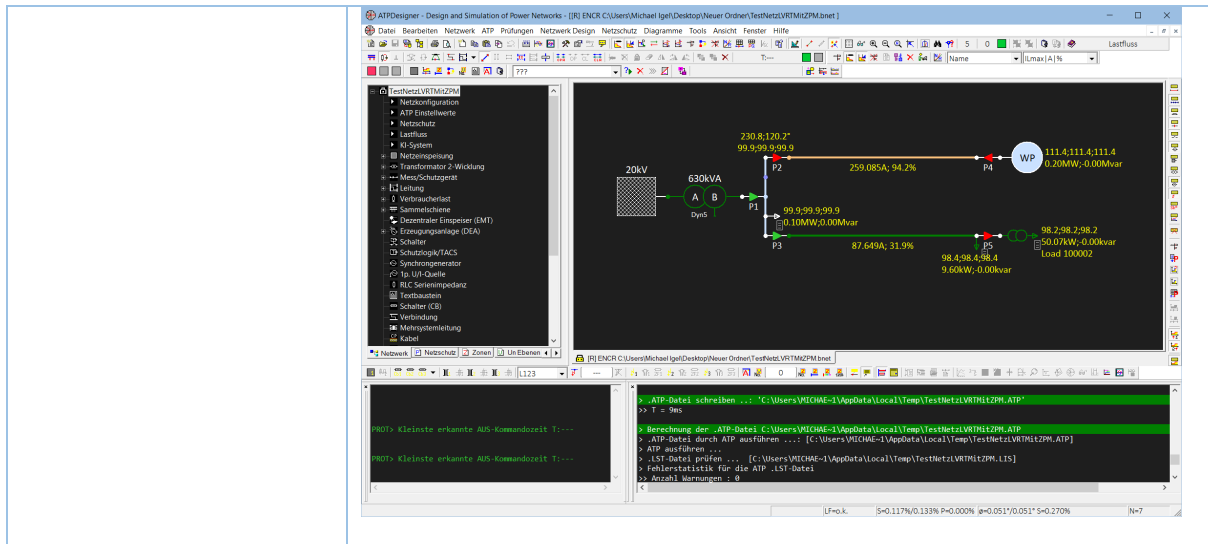 ATPDesigner - Design and Simulation of Power Networks - [[R] ENCR C:\Users\Michael Igel\Desktop\Neuer Ordner\TestNetzLVRTMitZPM.bnet ]
Datei Bearbeiten Netzwerk ATP Prüfungen Netzwerk Design Netzschutz Diagramme Tools Ansicht Fenster Hilfe
5 0 Lastfluss
T:--- Name ILmax|A|%
???
TestNetzLVRTMitZPM
Netzkonfiguration
ATP Einstellwerte
Netzschutz
Lastfluss
KI-System
Netzeinspeisung
Transformator 2-Wicklung
Mess/Schutzgerät
Leitung
Verbraucherlast
Sammelschiene
Dezentraler Einspeiser (EMT)
Erzeugungsanlage (DEA)
Schalter
Schutzlogik/TACS
Synchrongenerator
1p. U/I-Quelle
RLC Serienimpedanz
Textbaustein
Schalter (CB)
Verbindung
Mehrsystemleitung
Kabel
Netzwerk Netzschutz Zonen Un Ebenen
230.8;120.2°
99.9;99.9;99.9
P2
259.085A; 94.2%
P4
WP
111.4;111.4;111.4
0.20MW;-0.00Mvar
20kV
630kVA
A B
Dyn5
P1
99.9;99.9;99.9
0.10MW;0.00Mvar
P3
87.649A; 31.9%
P5
98.2;98.2;98.2
50.07kW;-0.00kvar
Load 100002
98.4;98.4;98.4
9.60kW;-0.00kvar
[R] ENCR C:\Users\Michael Igel\Desktop\Neuer Ordner\TestNetzLVRTMitZPM.bnet
L123 --- 0
PROT> Kleinste erkannte AUS-Kommandozeit T:---
PROT> Kleinste erkannte AUS-Kommandozeit T:---
> .ATP-Datei schreiben ..: 'C:\Users\MICHAE~1\AppData\Local\Temp\TestNetzLVRTMitZPM.ATP'
>> T = 9ms
> Berechnung der .ATP-Datei C:\Users\MICHAE~1\AppData\Local\Temp\TestNetzLVRTMitZPM.ATP
> .ATP-Datei durch ATP ausführen ...: [C:\Users\MICHAE~1\AppData\Local\Temp\TestNetzLVRTMitZPM.ATP]
> ATP ausführen ...
> .LST-Datei prüfen ... [C:\Users\MICHAE~1\AppData\Local\Temp\TestNetzLVRTMitZPM.LIS]
> Fehlerstatistik für die ATP .LST-Datei
>> Anzahl Warnungen : 0
LF=o.k. S=0.117%/0.133% P=0.000% |ø=0.051°/0.051° S=0.270% N=7